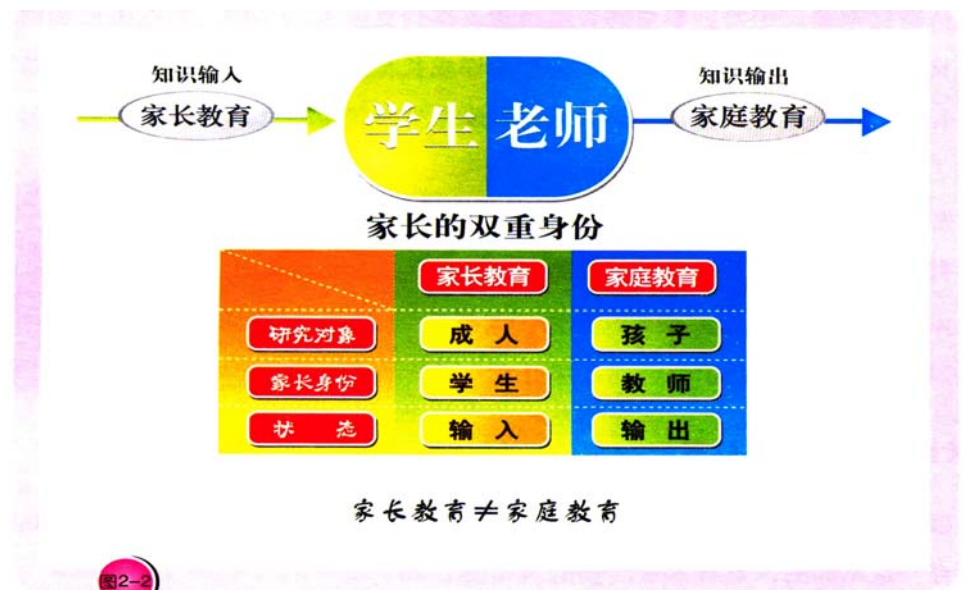 知识输入 知识输出
家长教育 学生 老师 家庭教育
家长的双重身份
家长教育 家庭教育
研究对象 成人 孩子
家长身份 学生 教师
状态 输入 输出
家长教育≠家庭教育
图2-2